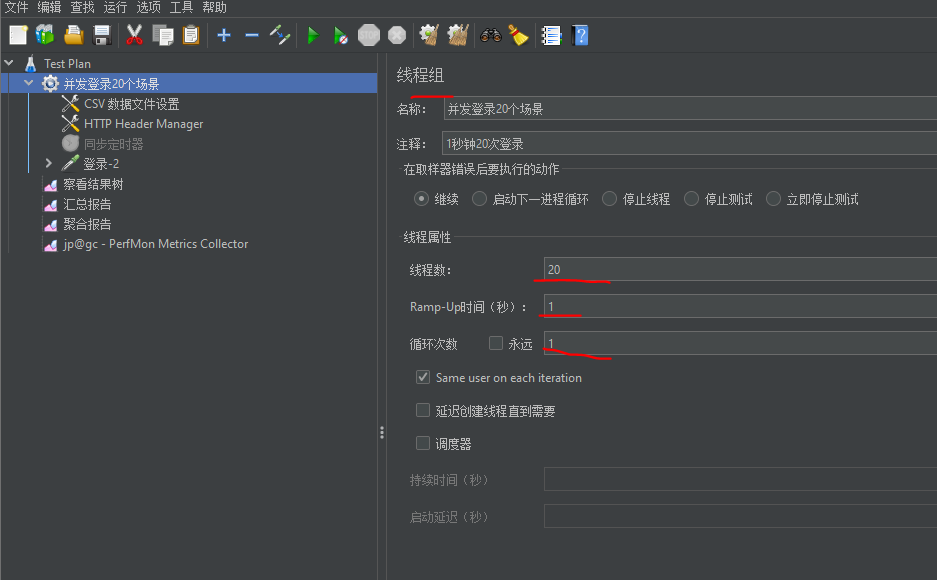 文件 编辑 查找 运行 选项 工具 帮助
STOP
Test Plan
并发登录20个场景
CSV 数据文件设置
HTTP Header Manager
同步定时器
登录-2
察看结果树
汇总报告
聚合报告
jp@gc - PerfMon Metrics Collector
线程组
名称： 并发登录20个场景
注释： 1秒钟20次登录
在取样器错误后要执行的动作
继续 启动下一进程循环 停止线程 停止测试 立即停止测试
线程属性
线程数： 20
Ramp-Up时间（秒）： 1
循环次数 永远 1
Same user on each iteration
延迟创建线程直到需要
调度器
持续时间（秒）
启动延迟（秒）